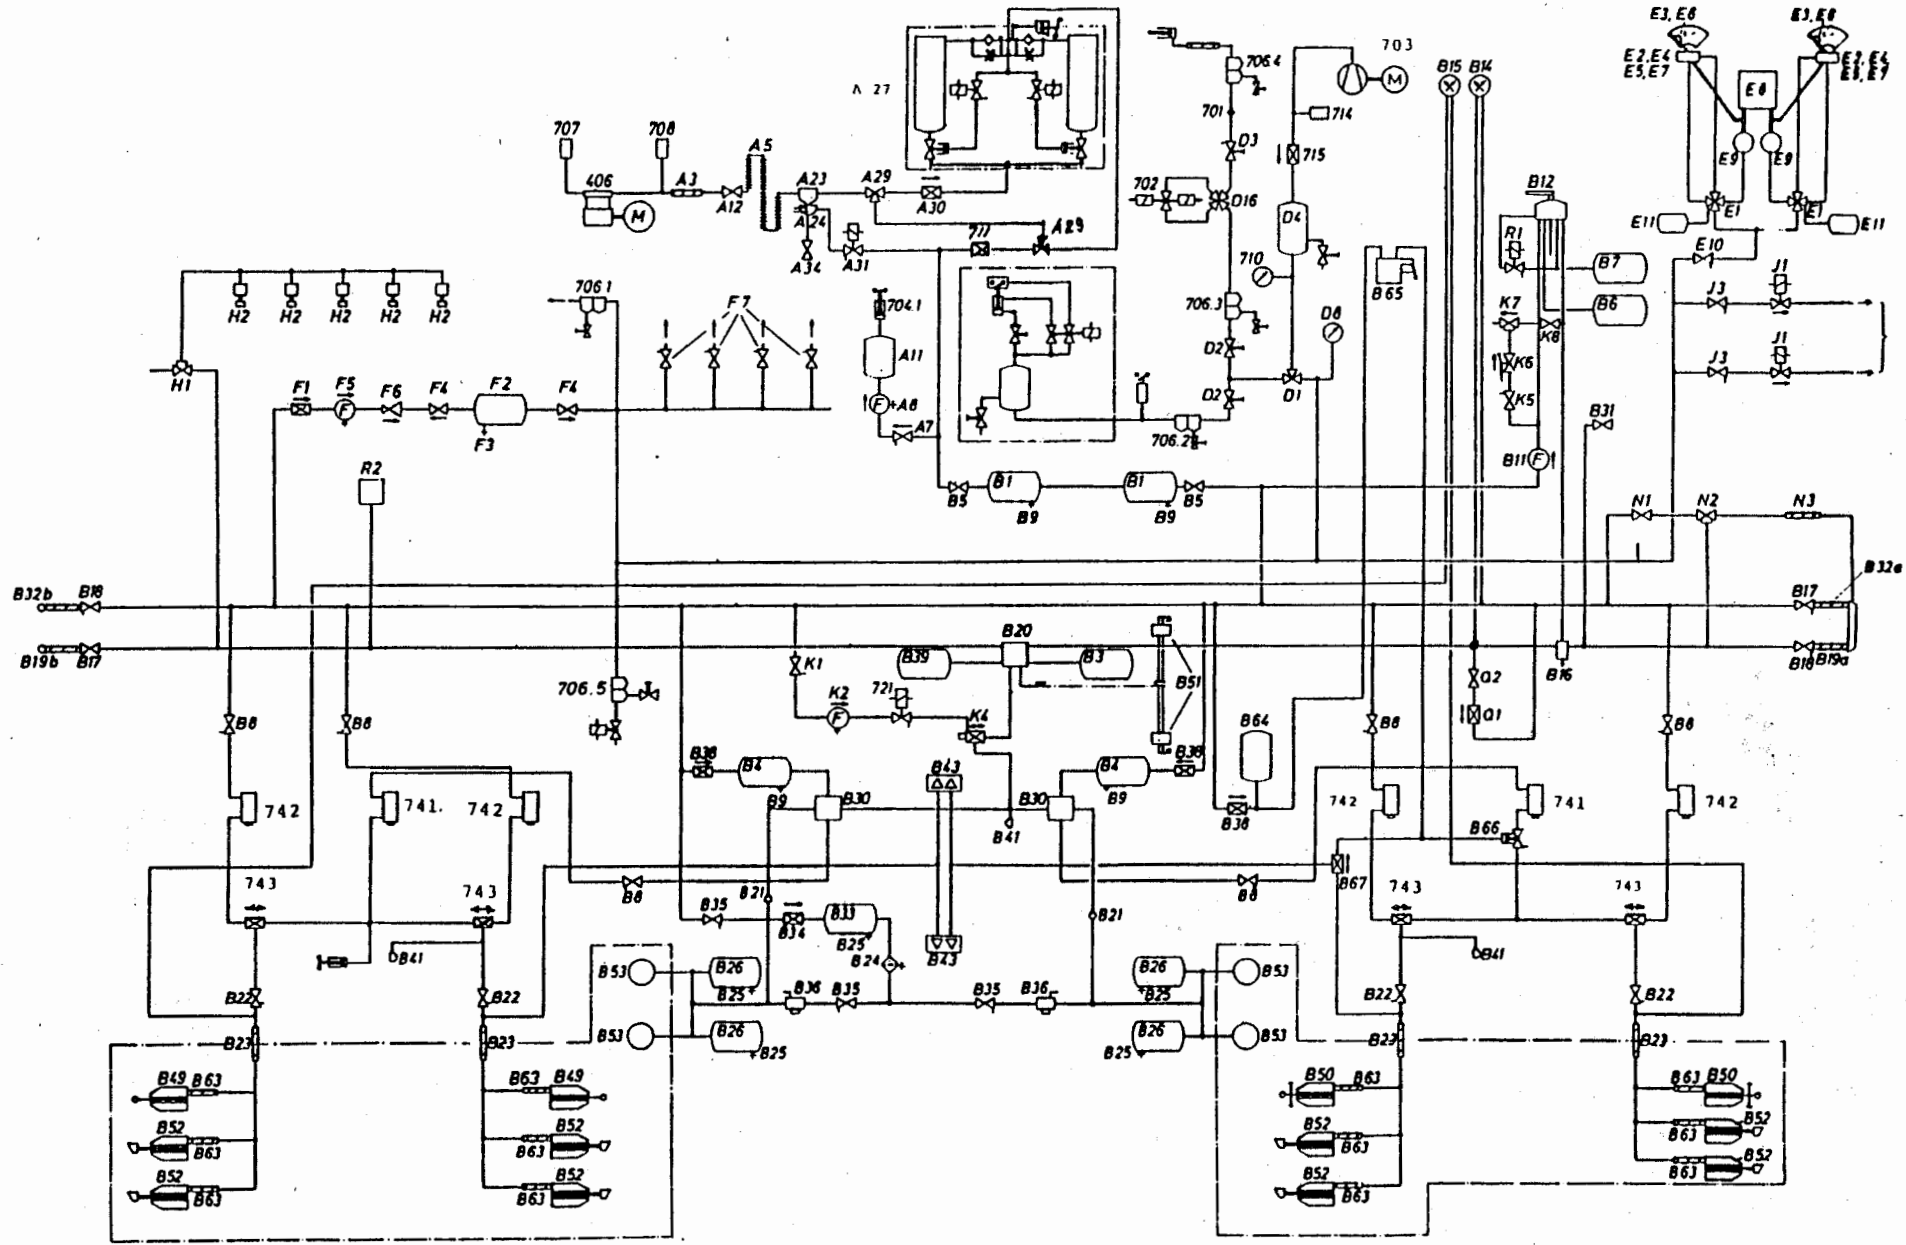 E3, E8
E3, E8
E2, E4
E5, E7
E8
E9
E9
E1
E11
E11
E10
703
M
B15
B14
706.4
701
714
D3
715
702
D16
D4
710
706.3
D8
D2
D2
D1
706.2
27
707
708
A5
406
A3
M
A12
A23
A24
A34
A29
A30
A31
711
A29
B12
R1
B7
B6
K7
K8
K6
K5
B65
J1
J3
J1
J3
B31
B11
F
H2
H2
H2
H2
H2
H1
706.1
F7
704.1
A11
F
A8
A7
F1
F5
F
F6
F4
F2
F4
F3
R2
B5
B1
B9
B1
B9
B5
N1
N2
N3
B32b
B18
B17
B32a
B19b
B17
B18
B19a
B20
B39
B3
B51
B16
K1
K2
F
721
K4
706.5
Q2
Q1
B8
B8
B8
B8
B64
B38
B4
B9
B30
B43
B30
B4
B38
B9
B41
B38
742
741.
742
742
741
742
B66
B67
743
743
B8
B21
B8
B21
743
743
B35
B34
B33
B25
B24
B43
B41
B41
B22
B22
B53
B26
B25
B36
B35
B35
B36
B26
B25
B53
B22
B22
B53
B26
B25
B26
B25
B53
B23
B23
B23
B23
B49
B63
B63
B49
B50
B63
B63
B50
B52
B63
B52
B63
B52
B63
B52
B63
B52
B63
B52
B63
B52
B63
B52
B63